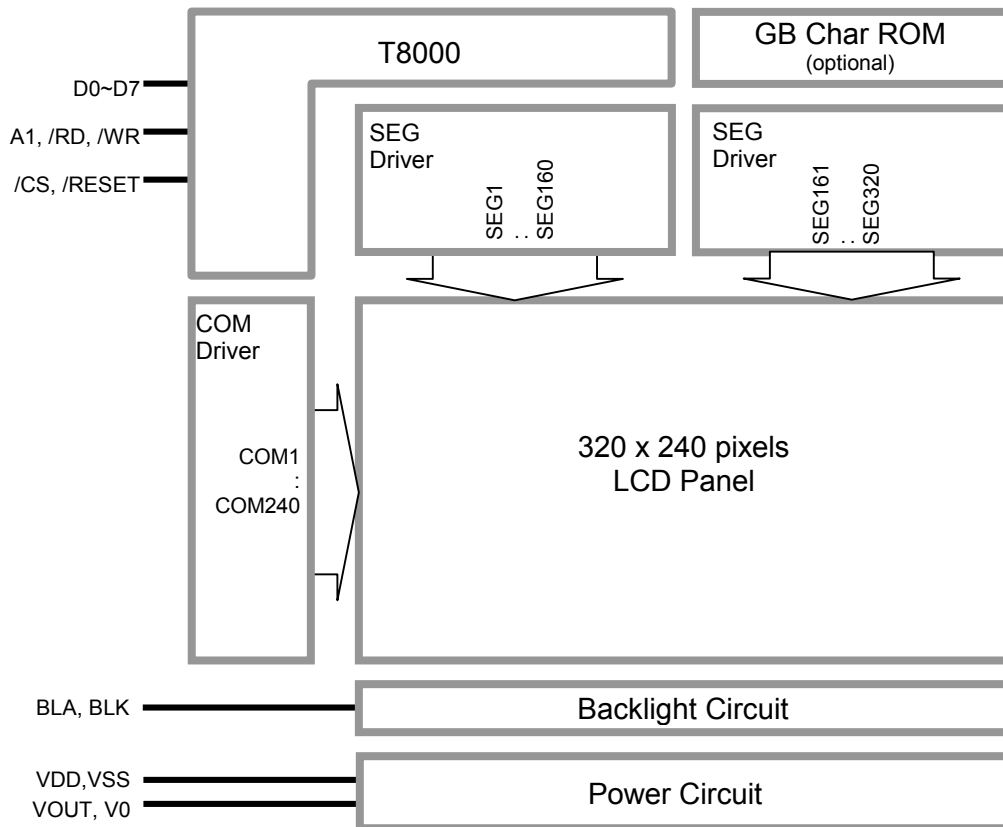 T8000
GB Char ROM
(optional)
D0~D7
A1, /RD, /WR
/CS, /RESET
SEG
Driver
SEG1
..
SEG160
SEG
Driver
SEG161
..
SEG320
COM
Driver
COM1
:
COM240
320 x 240 pixels
LCD Panel
BLA, BLK
Backlight Circuit
VDD,VSS
VOUT, V0
Power Circuit